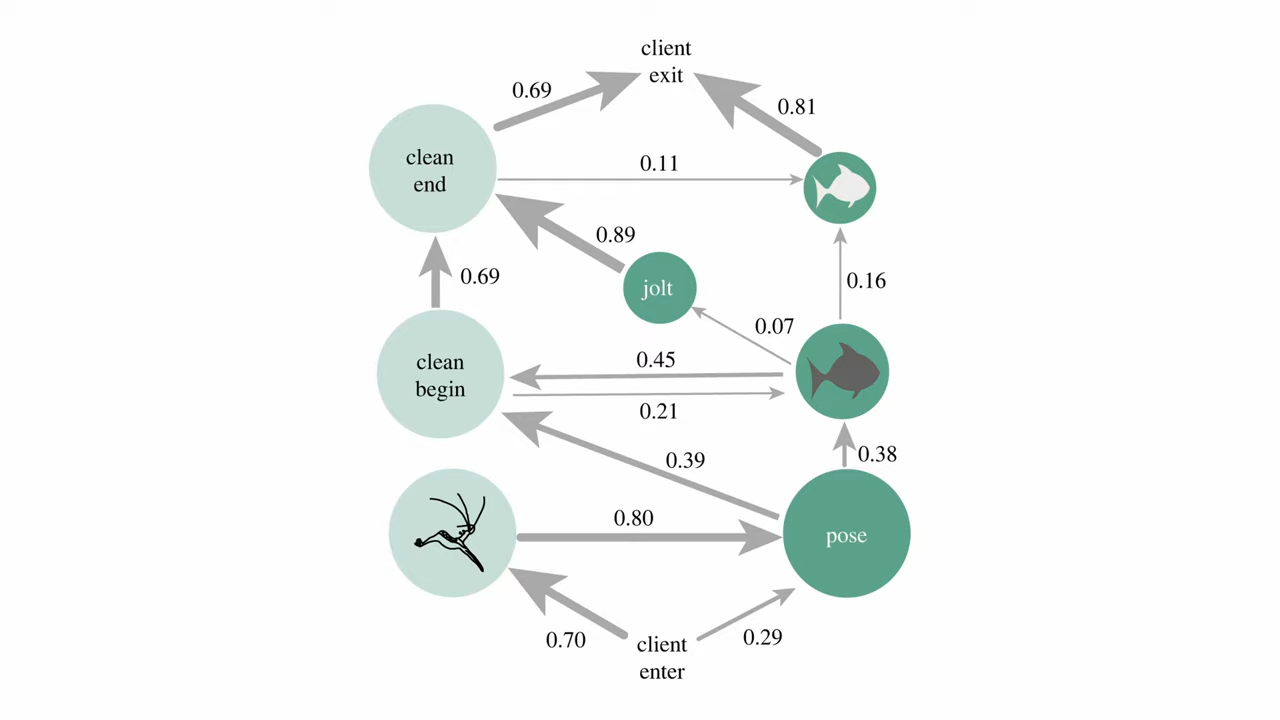 client
exit
0.69
0.81
clean
end
0.11
0.89
0.69
jolt
0.16
0.07
clean
begin
0.45
0.21
0.39
0.38
0.80
pose
0.70
client
enter
0.29